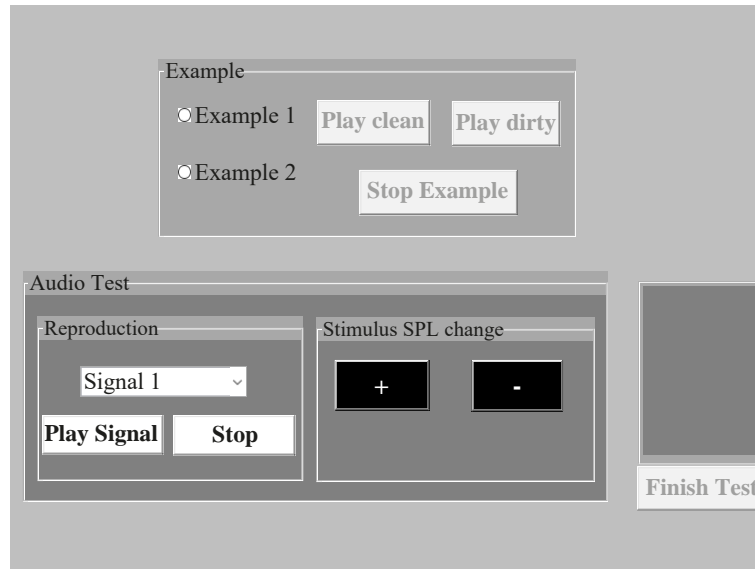 Example
Example 1
Play clean
Play dirty
Example 2
Stop Example
Audio Test
Reproduction
Signal 1
Play Signal
Stop
Stimulus SPL change
+
-
Finish Test